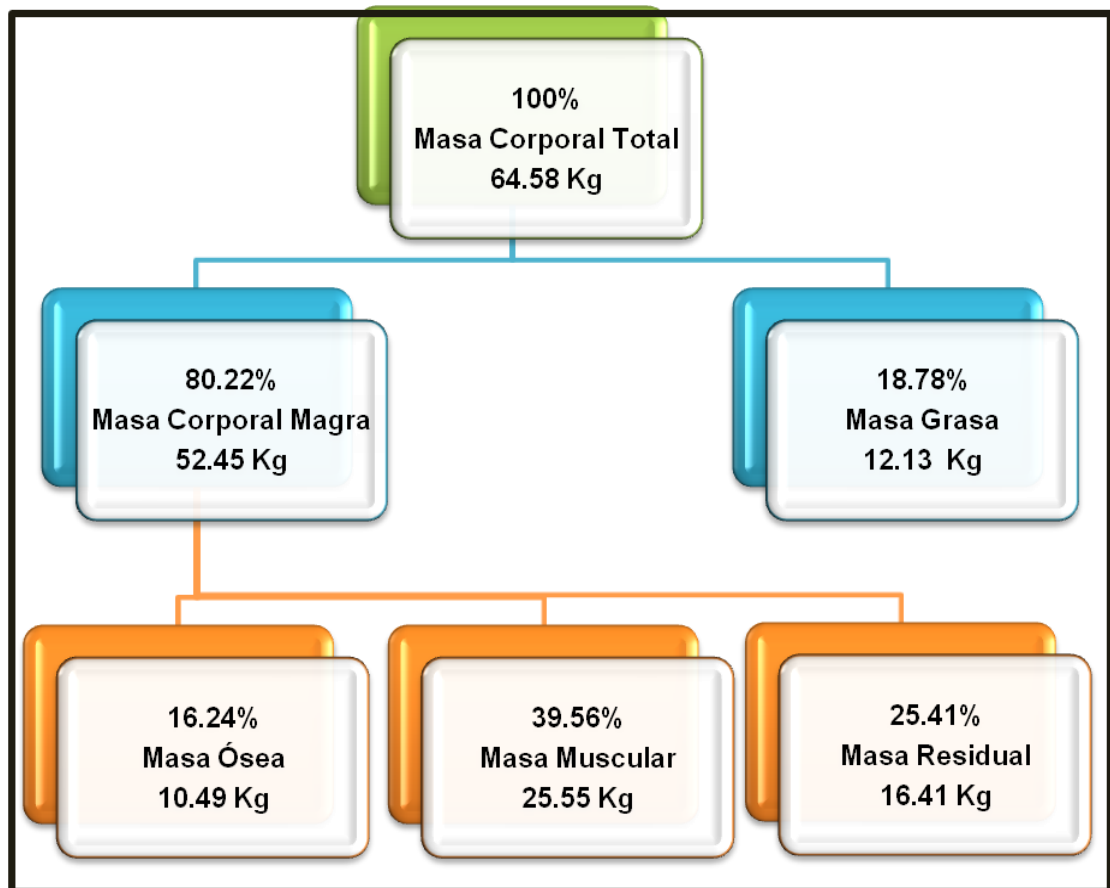 100%
Masa Corporal Total
64.58 Kg
80.22%
Masa Corporal Magra
52.45 Kg
18.78%
Masa Grasa
12.13  Kg
16.24%
Masa Ósea
10.49 Kg
39.56%
Masa Muscular
25.55 Kg
25.41%
Masa Residual
16.41 Kg